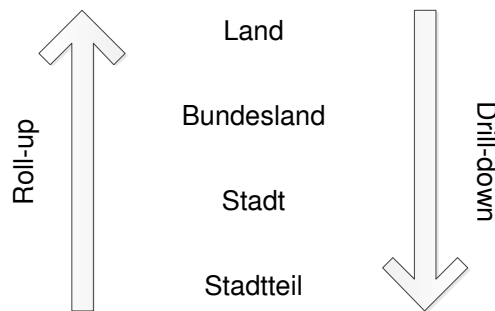 Land
Bundesland
Stadt
Stadtteil
Roll-up
Drill-down